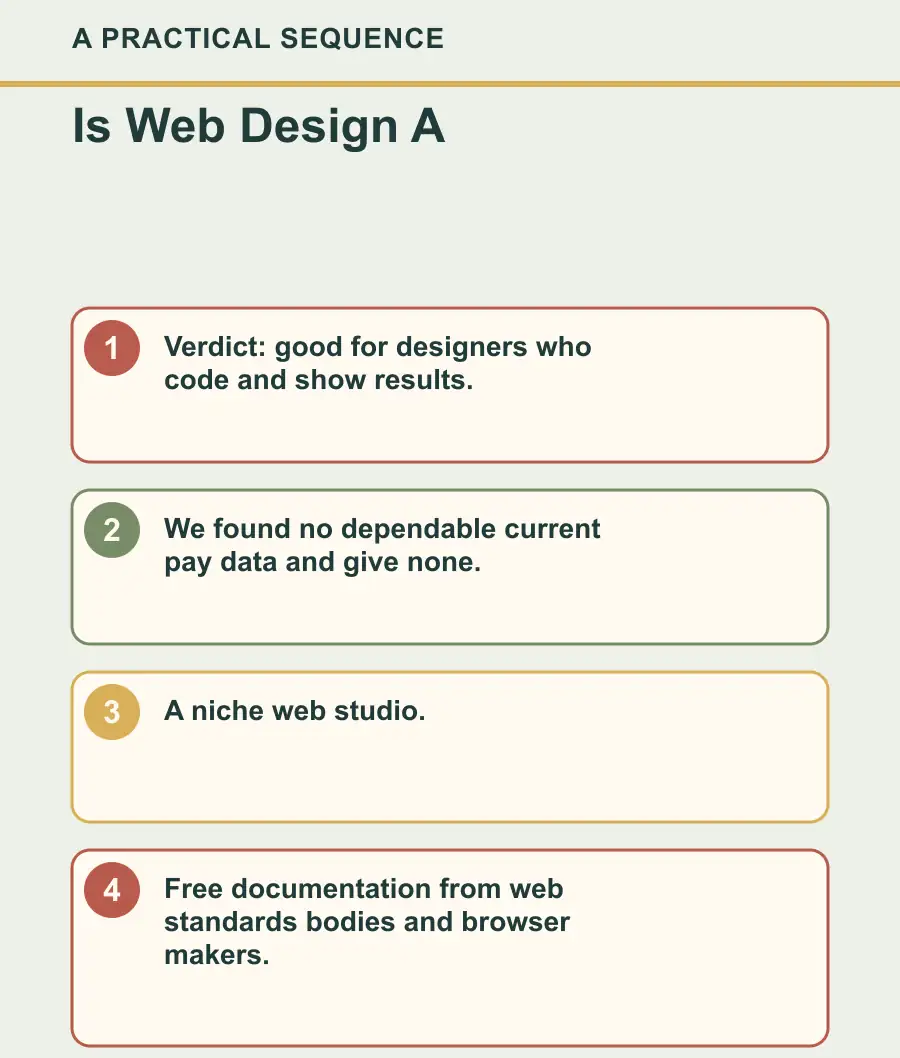 A PRACTICAL SEQUENCE
Is Web Design A
1
Verdict: good for designers who
code and show results.
2
We found no dependable current
pay data and give none.
3
A niche web studio.
4
Free documentation from web
standards bodies and browser
makers.